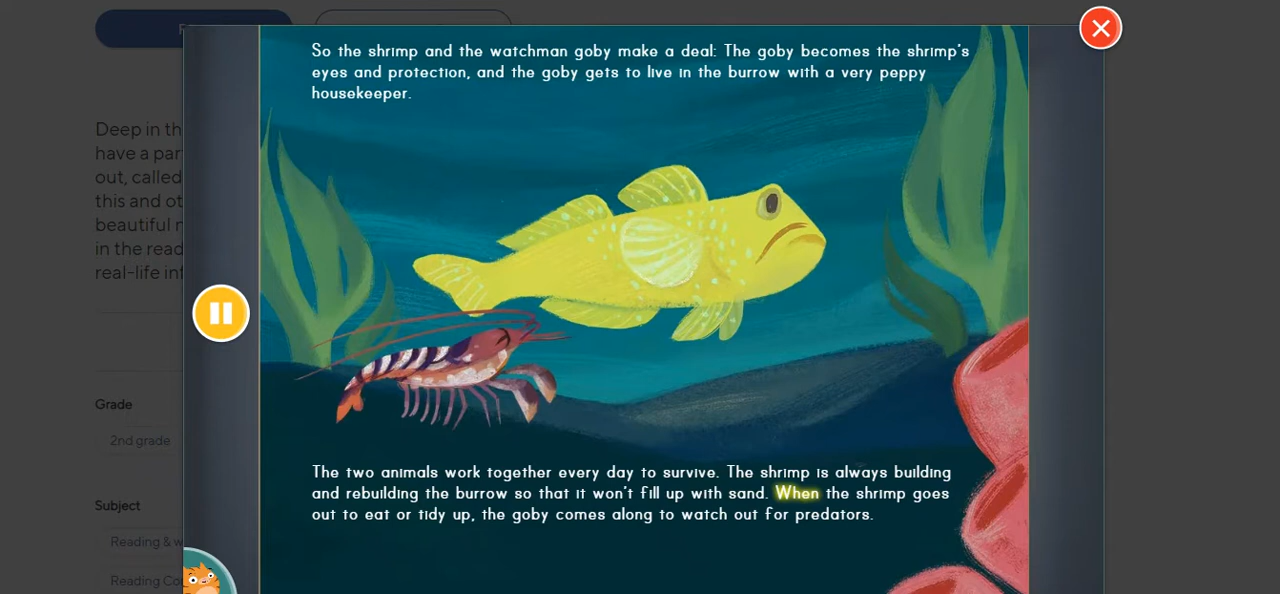 So the shrimp and the watchman goby make a deal: The goby becomes the shrimp's
eyes and protection, and the goby gets to live in the burrow with a very peppy
housekeeper.
Deep in th
have a par
out, called
this and ot
beautiful
in the read
real-life inf
Grade
2nd grade
The two animals work together every day to survive. The shrimp is always building
and rebuilding the burrow so that it won't fill up with sand. When the shrimp goes
out to eat or tidy up, the goby comes along to watch out for predators.
Subject
Reading & w
Reading Co